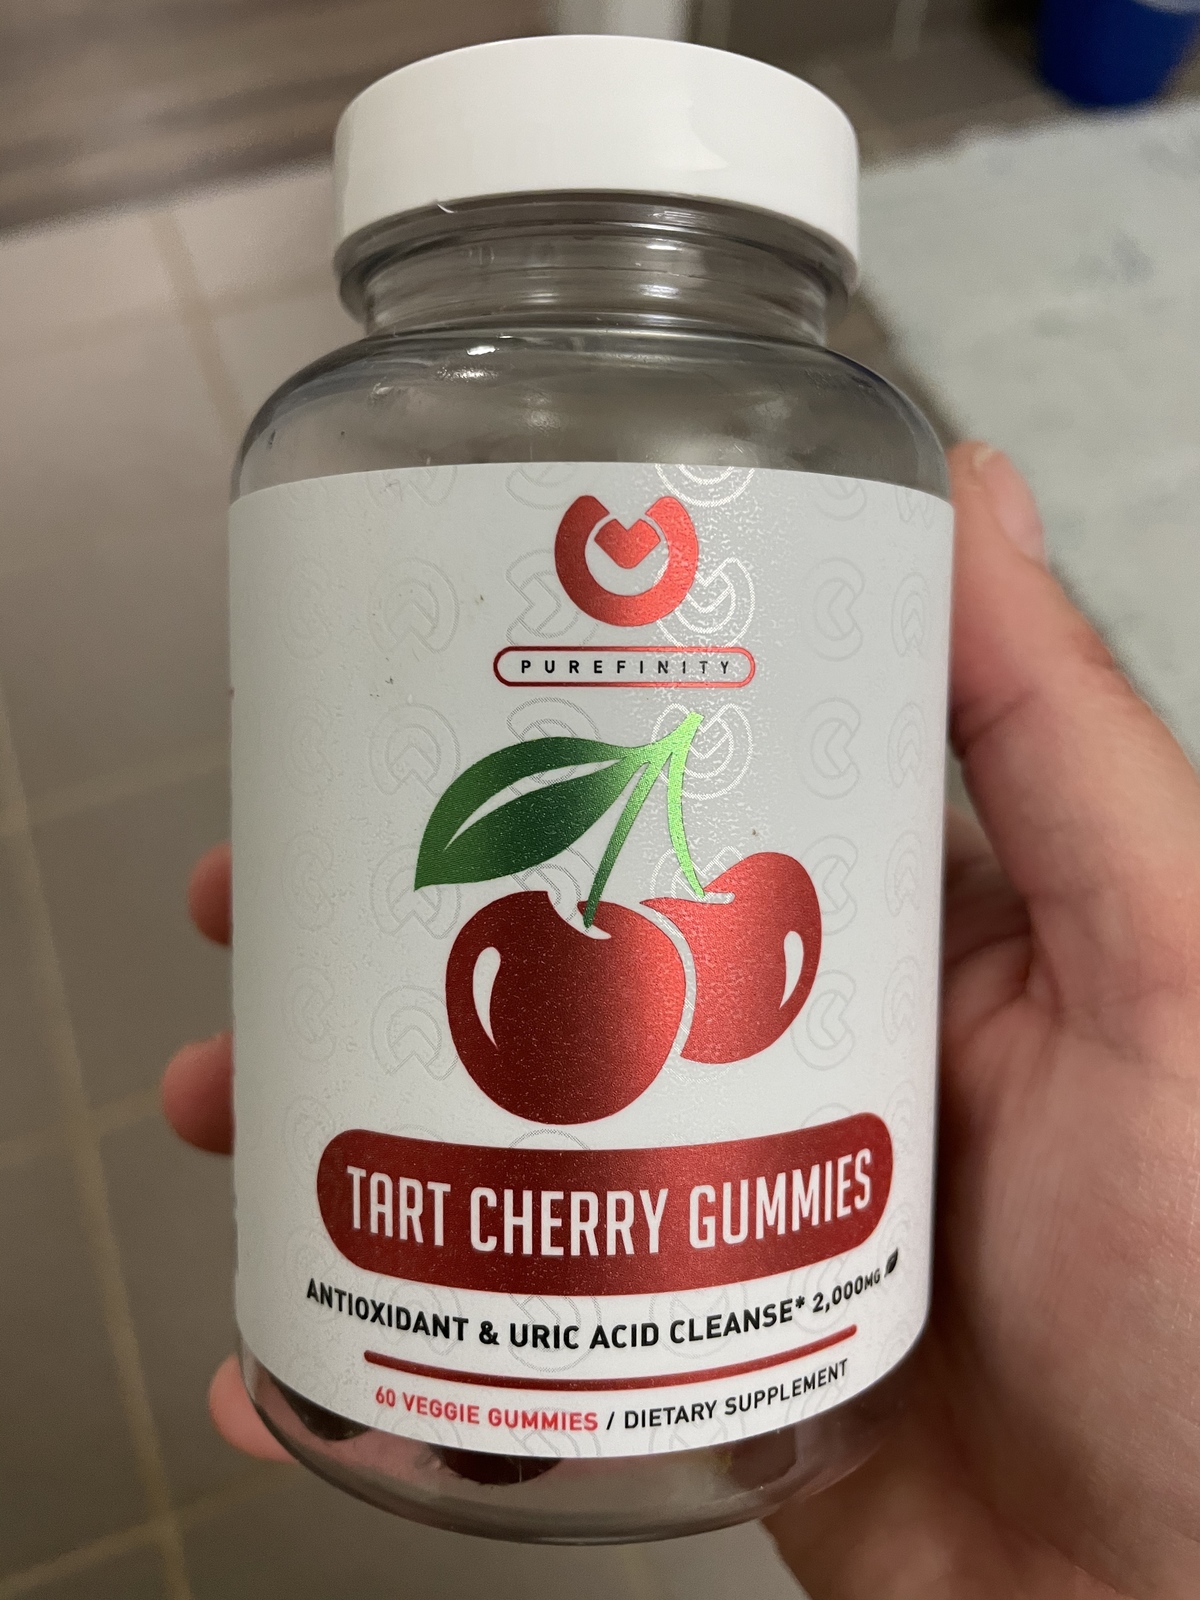 PUREFINITY
TART CHERRY GUMMIES
ANTIOXIDANT & URIC ACID CLEANSE* 2,000MG
60 VEGGIE GUMMIES / DIETARY SUPPLEMENT